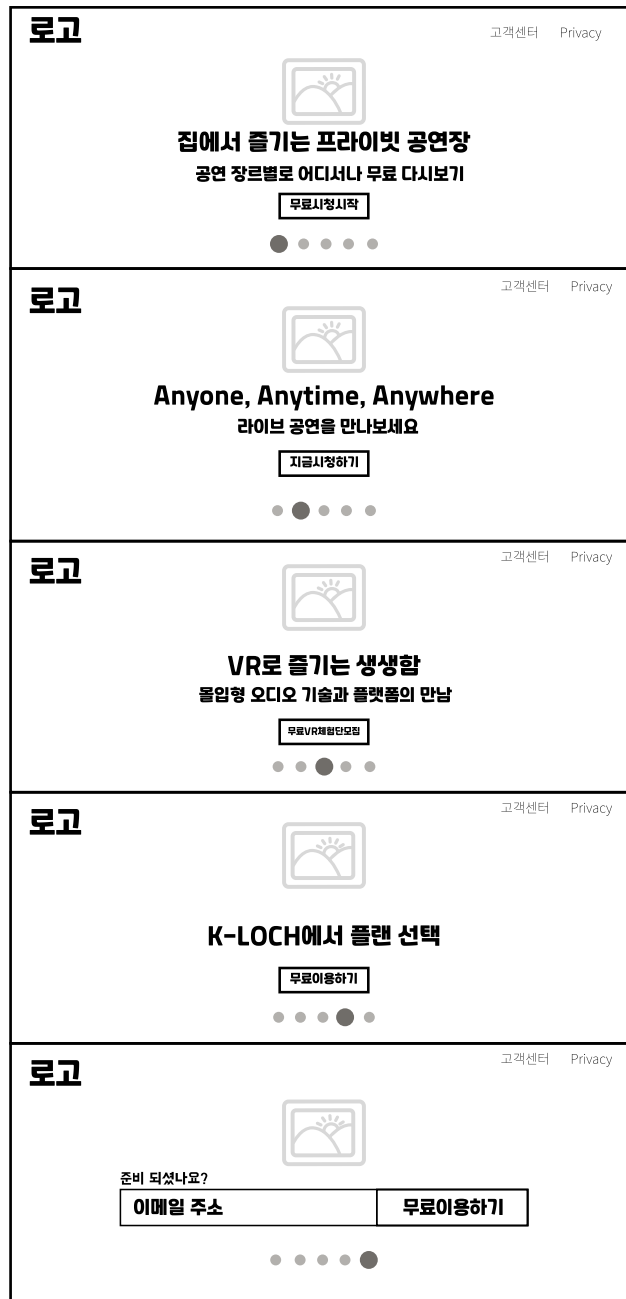 로고
고객센터 Privacy
집에서 즐기는 프라이빗 공연장
공연 장르별로 어디서나 무료 다시보기
무료시청시작
로고
고객센터 Privacy
Anyone, Anytime, Anywhere
라이브 공연을 만나보세요
지금시청하기
로고
고객센터 Privacy
VR로 즐기는 생생함
몰입형 오디오 기술과 플랫폼의 만남
무료VR체험단모집
로고
고객센터 Privacy
K-LOCH에서 플랜 선택
무료이용하기
로고
고객센터 Privacy
준비 되셨나요?
이메일 주소 무료이용하기